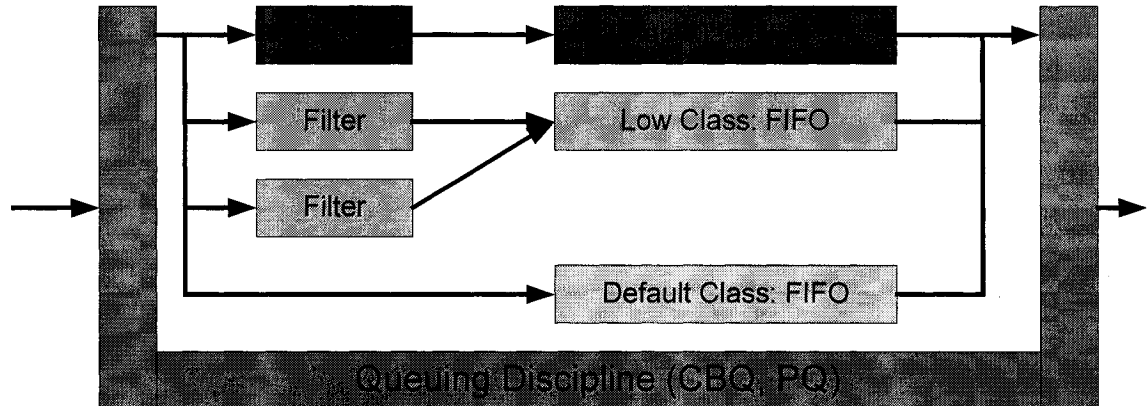 Filter
Low Class: FIFO
Filter
Default Class: FIFO
Queuing Discipline (CBQ, PQ)